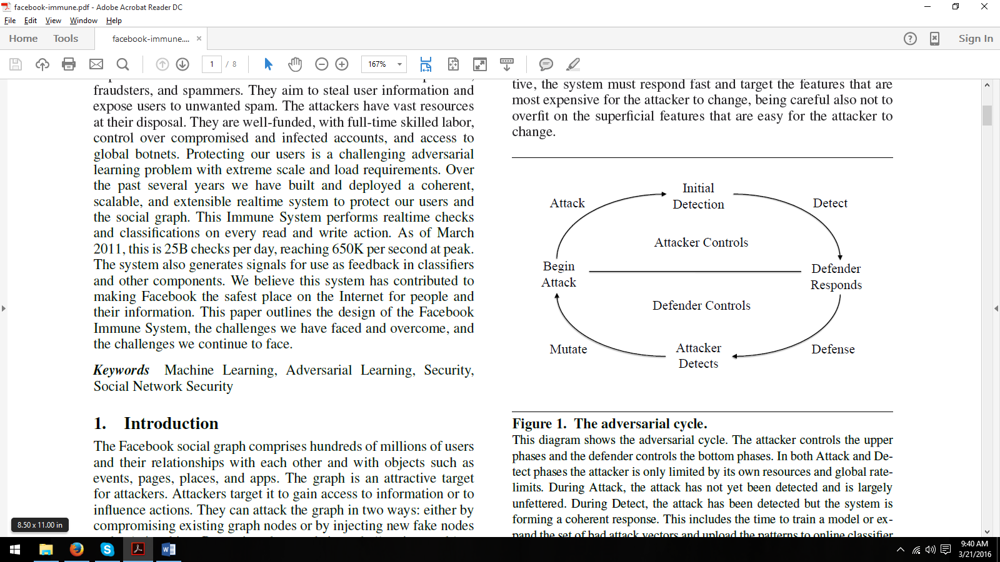 facebook-immune.pdf - Adobe Acrobat Reader DC
File Edit View Window Help
Home Tools facebook-immune.... × Sign In
1 / 8 167%
fraudsters, and spammers. They aim to steal user information and
expose users to unwanted spam. The attackers have vast resources
at their disposal. They are well-funded, with full-time skilled labor,
control over compromised and infected accounts, and access to
global botnets. Protecting our users is a challenging adversarial
learning problem with extreme scale and load requirements. Over
the past several years we have built and deployed a coherent,
scalable, and extensible realtime system to protect our users and
the social graph. This Immune System performs realtime checks
and classifications on every read and write action. As of March
2011, this is 25B checks per day, reaching 650K per second at peak.
The system also generates signals for use as feedback in classifiers
and other components. We believe this system has contributed to
making Facebook the safest place on the Internet for people and
their information. This paper outlines the design of the Facebook
Immune System, the challenges we have faced and overcome, and
the challenges we continue to face.
Keywords Machine Learning, Adversarial Learning, Security,
Social Network Security
1. Introduction
The Facebook social graph comprises hundreds of millions of users
and their relationships with each other and with objects such as
events, pages, places, and apps. The graph is an attractive target
for attackers. Attackers target it to gain access to information or to
influence actions. They can attack the graph in two ways: either by
compromising existing graph nodes or by injecting new fake nodes
tive, the system must respond fast and target the features that are
most expensive for the attacker to change, being careful also not to
overfit on the superficial features that are easy for the attacker to
change.
Initial
Detection
Attack
Detect
Attacker Controls
Begin
Attack
Defender
Responds
Defender Controls
Mutate
Attacker
Detects
Defense
Figure 1. The adversarial cycle.
This diagram shows the adversarial cycle. The attacker controls the upper
phases and the defender controls the bottom phases. In both Attack and De-
tect phases the attacker is only limited by its own resources and global rate-
limits. During Attack, the attack has not yet been detected and is largely
unfettered. During Detect, the attack has been detected but the system is
forming a coherent response. This includes the time to train a model or ex-
pand the set of bad attack vectors and upload the patterns to online classifier
8.50 x 11.00 in
9:40 AM
3/21/2016